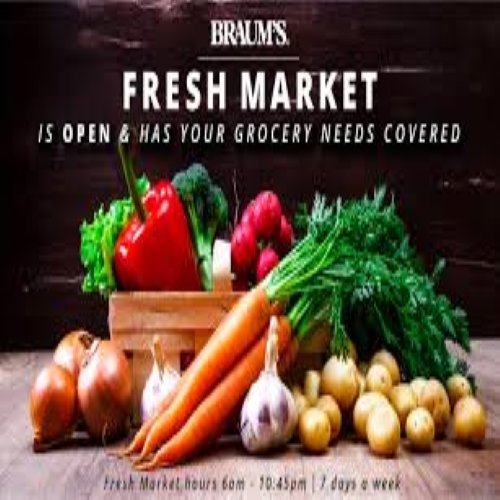 BRAUM'S.
FRESH MARKET
IS OPEN & HAS YOUR GROCERY NEEDS COVERED
Fresh Market hours 6am - 10:45pm | 7 days a week